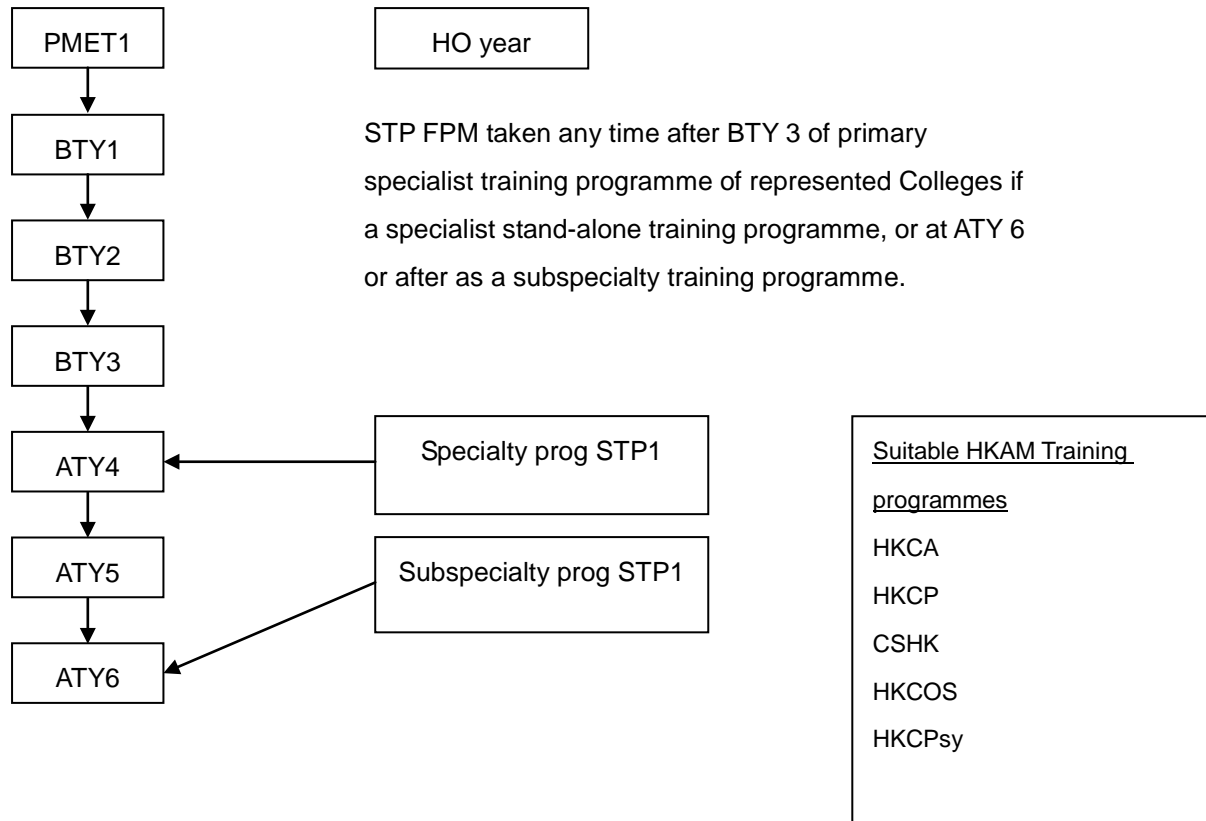 PMET1
HO year
BTY1
STP FPM taken any time after BTY 3 of primary
specialist training programme of represented Colleges if
a specialist stand-alone training programme, or at ATY 6
or after as a subspecialty training programme.
BTY2
BTY3
ATY4
Specialty prog STP1
ATY5
Subspecialty prog STP1
ATY6
Suitable HKAM Training
programmes
HKCA
HKCP
CSHK
HKCOS
HKCPsy